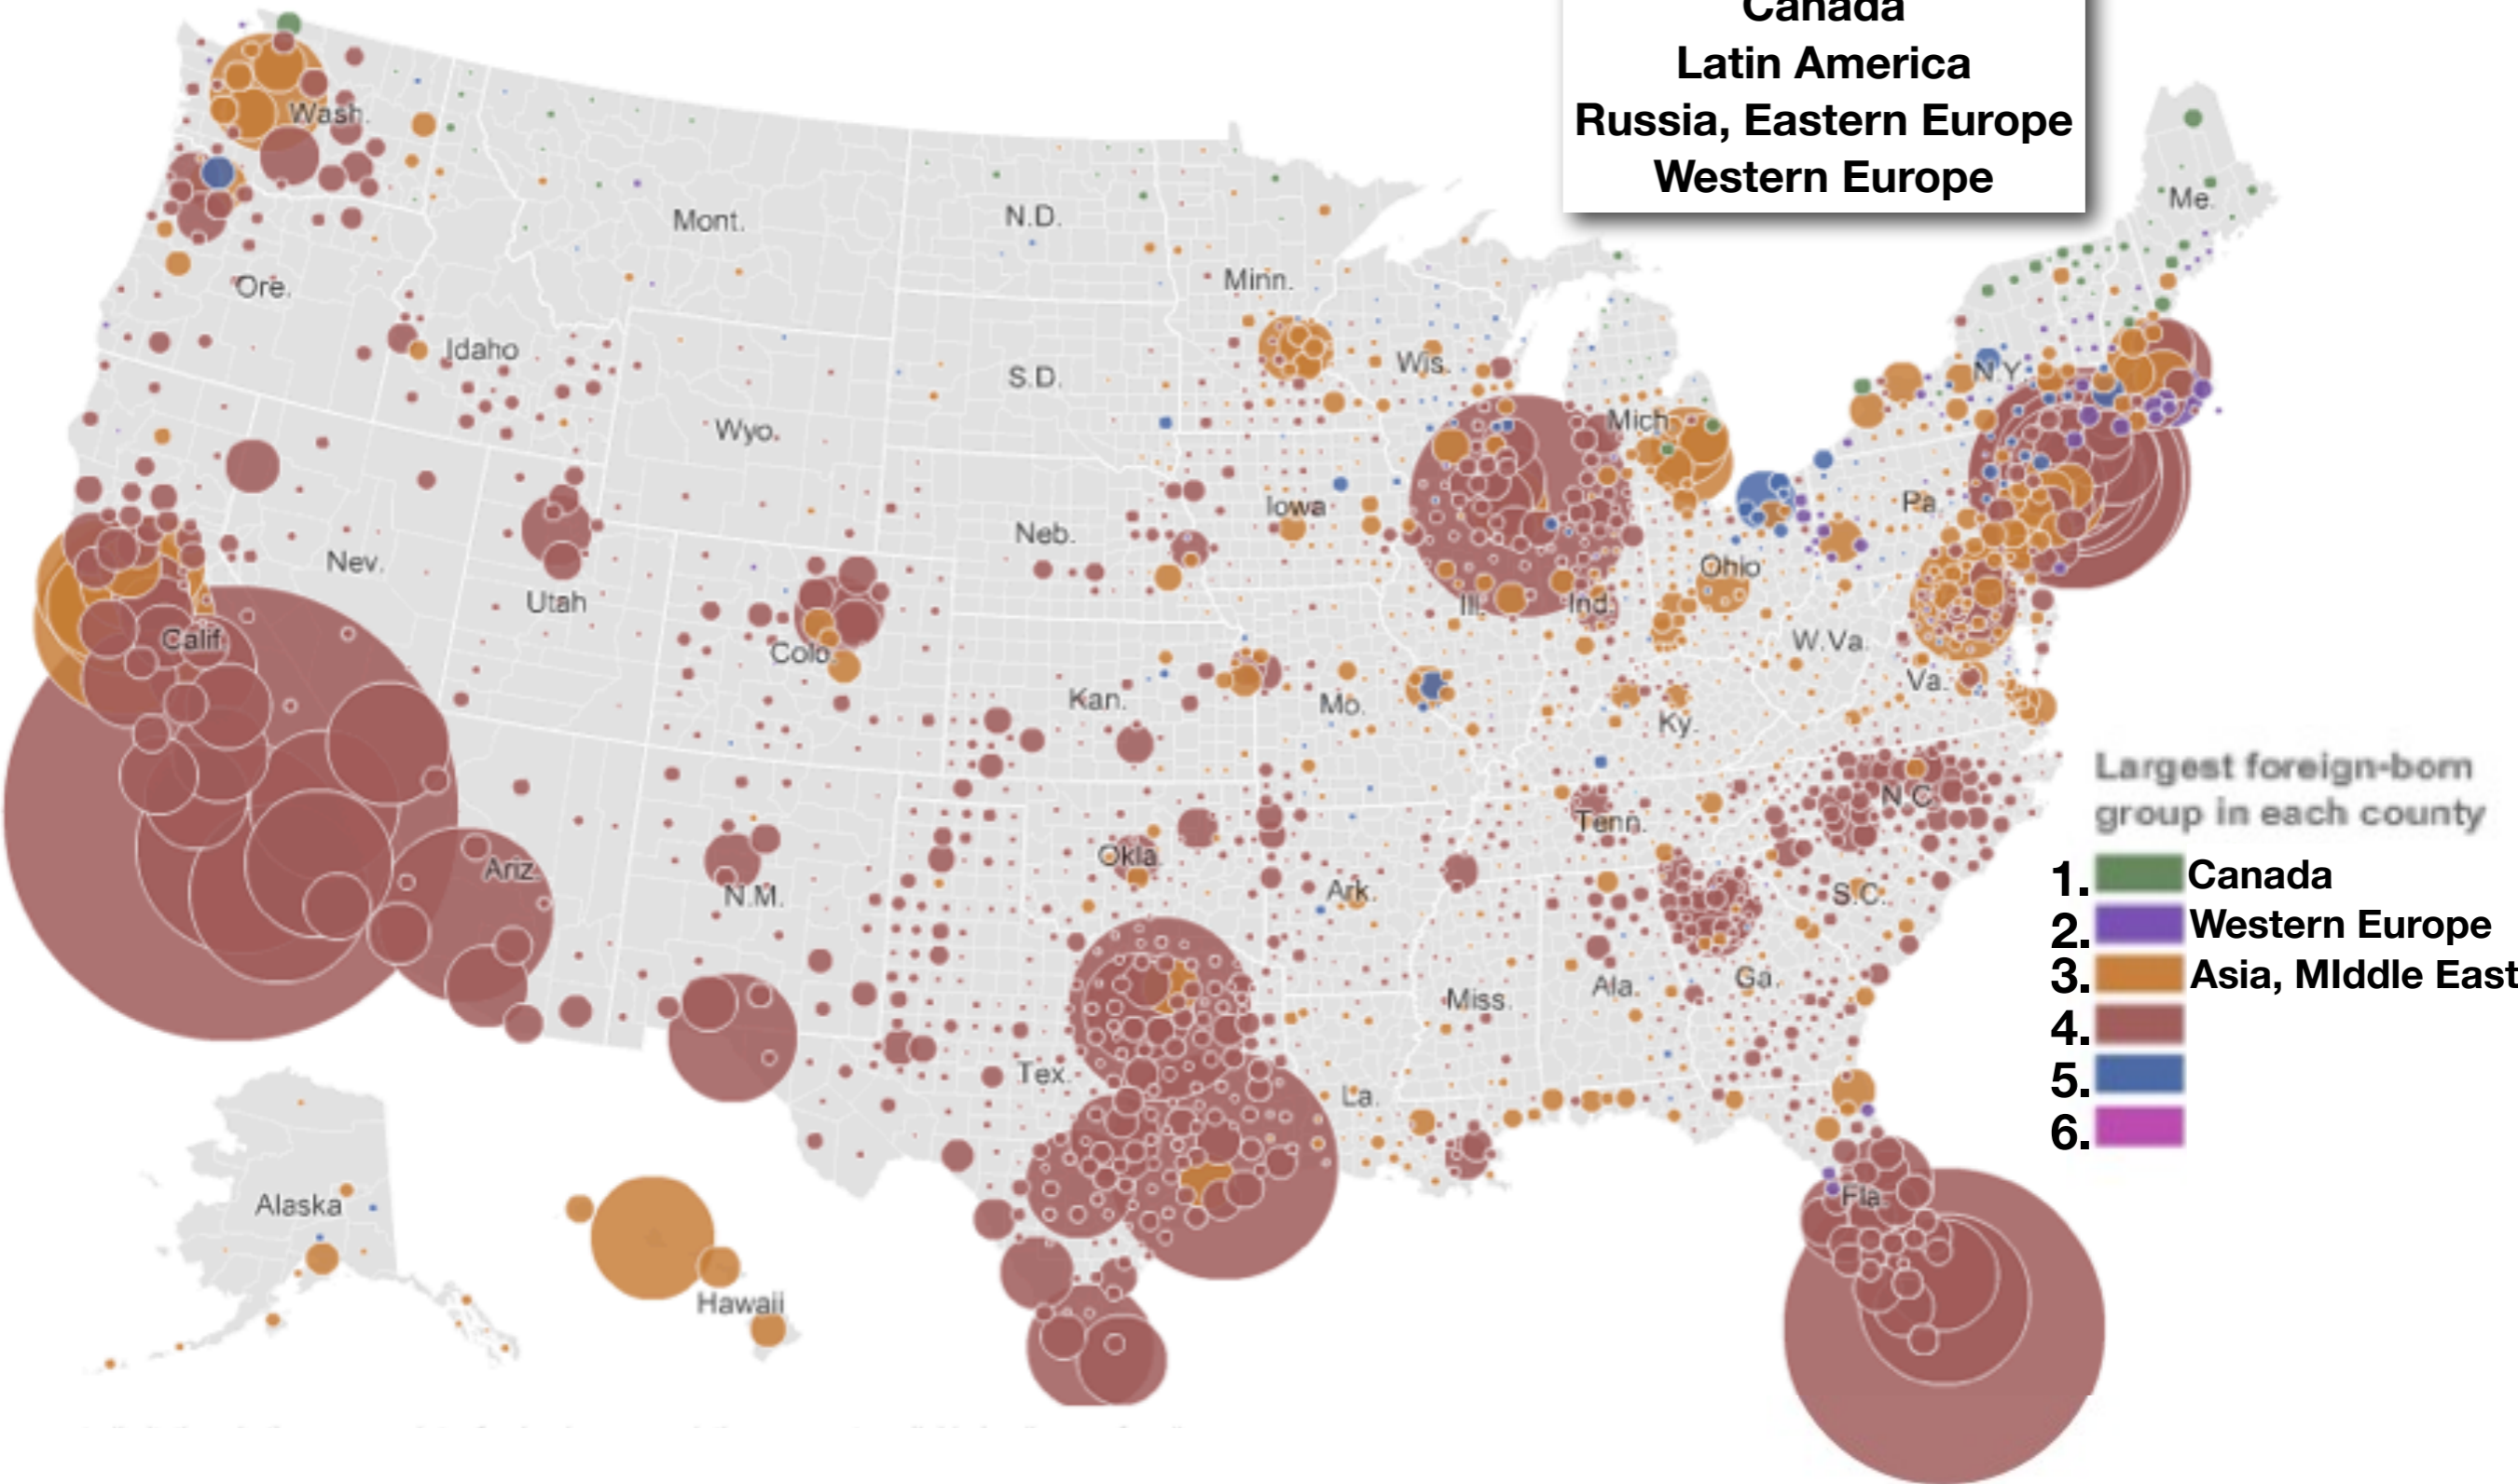 Canada
Latin America
Russia, Eastern Europe
Western Europe
Wash.
Mont.
N.D.
Minn.
Me.
Ore.
Idaho
S.D.
Wis.
N.Y.
Wyo.
Mich
Iowa
Pa.
Nev.
Neb.
Ohio
Utah
Ill.
Ind.
Calif.
Colo.
W.Va.
Kan.
Mo.
Va.
Ky.
Largest foreign-born
group in each county
N.C.
Tenn.
Okla.
Ariz.
N.M.
Ark.
S.C.
1. Canada
2. Western Europe
3. Asia, MIddle East
4.
5.
6.
Miss.
Ala.
Ga.
Tex.
La.
Alaska
Fla.
Hawaii